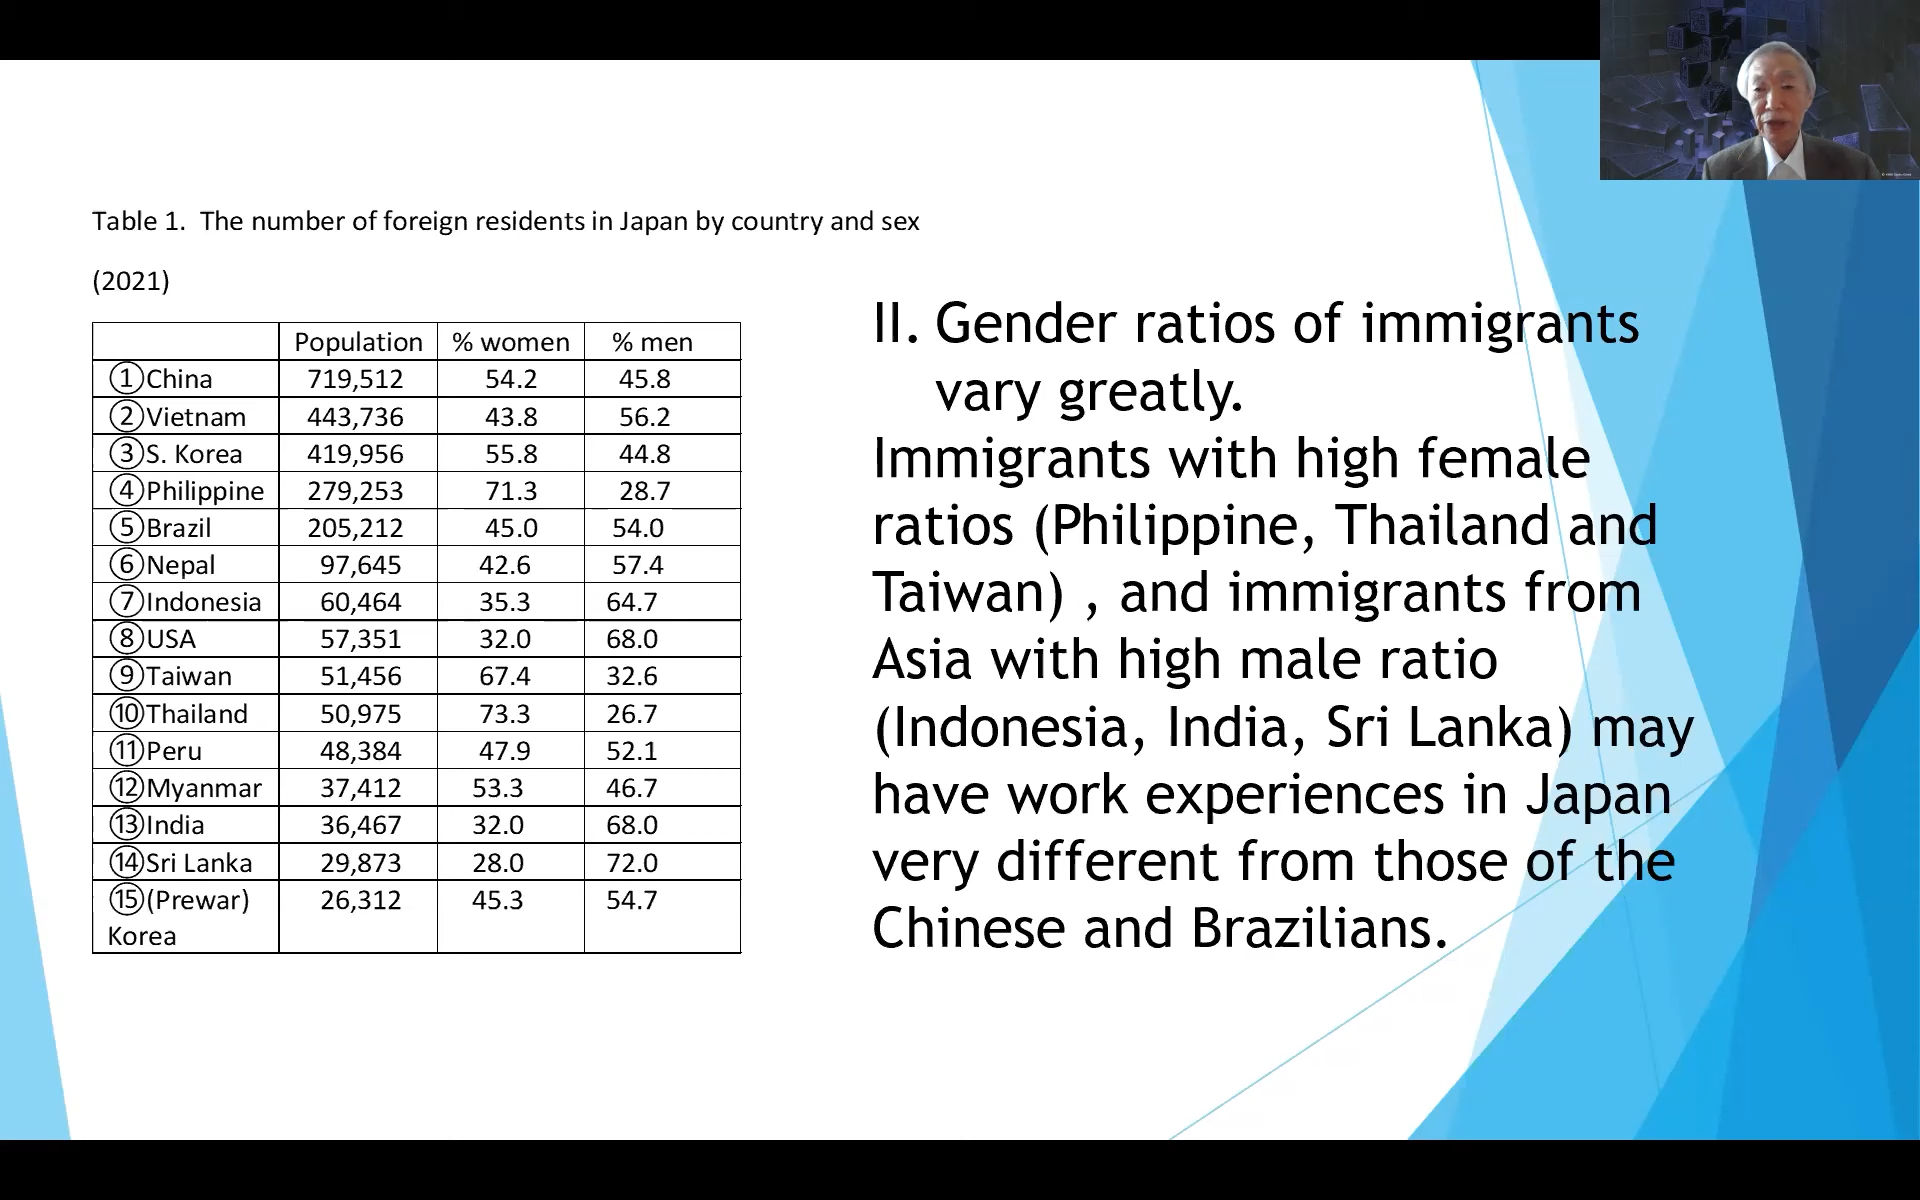 Table 1.  The number of foreign residents in Japan by country and sex
(2021)
Population % women % men
①China 719,512 54.2 45.8
②Vietnam 443,736 43.8 56.2
③S. Korea 419,956 55.8 44.8
④Philippine 279,253 71.3 28.7
⑤Brazil 205,212 45.0 54.0
⑥Nepal 97,645 42.6 57.4
⑦Indonesia 60,464 35.3 64.7
⑧USA 57,351 32.0 68.0
⑨Taiwan 51,456 67.4 32.6
⑩Thailand 50,975 73.3 26.7
⑪Peru 48,384 47.9 52.1
⑫Myanmar 37,412 53.3 46.7
⑬India 36,467 32.0 68.0
⑭Sri Lanka 29,873 28.0 72.0
⑮(Prewar) 26,312 45.3 54.7
Korea
II. Gender ratios of immigrants
vary greatly.
Immigrants with high female
ratios (Philippine, Thailand and
Taiwan) , and immigrants from
Asia with high male ratio
(Indonesia, India, Sri Lanka) may
have work experiences in Japan
very different from those of the
Chinese and Brazilians.